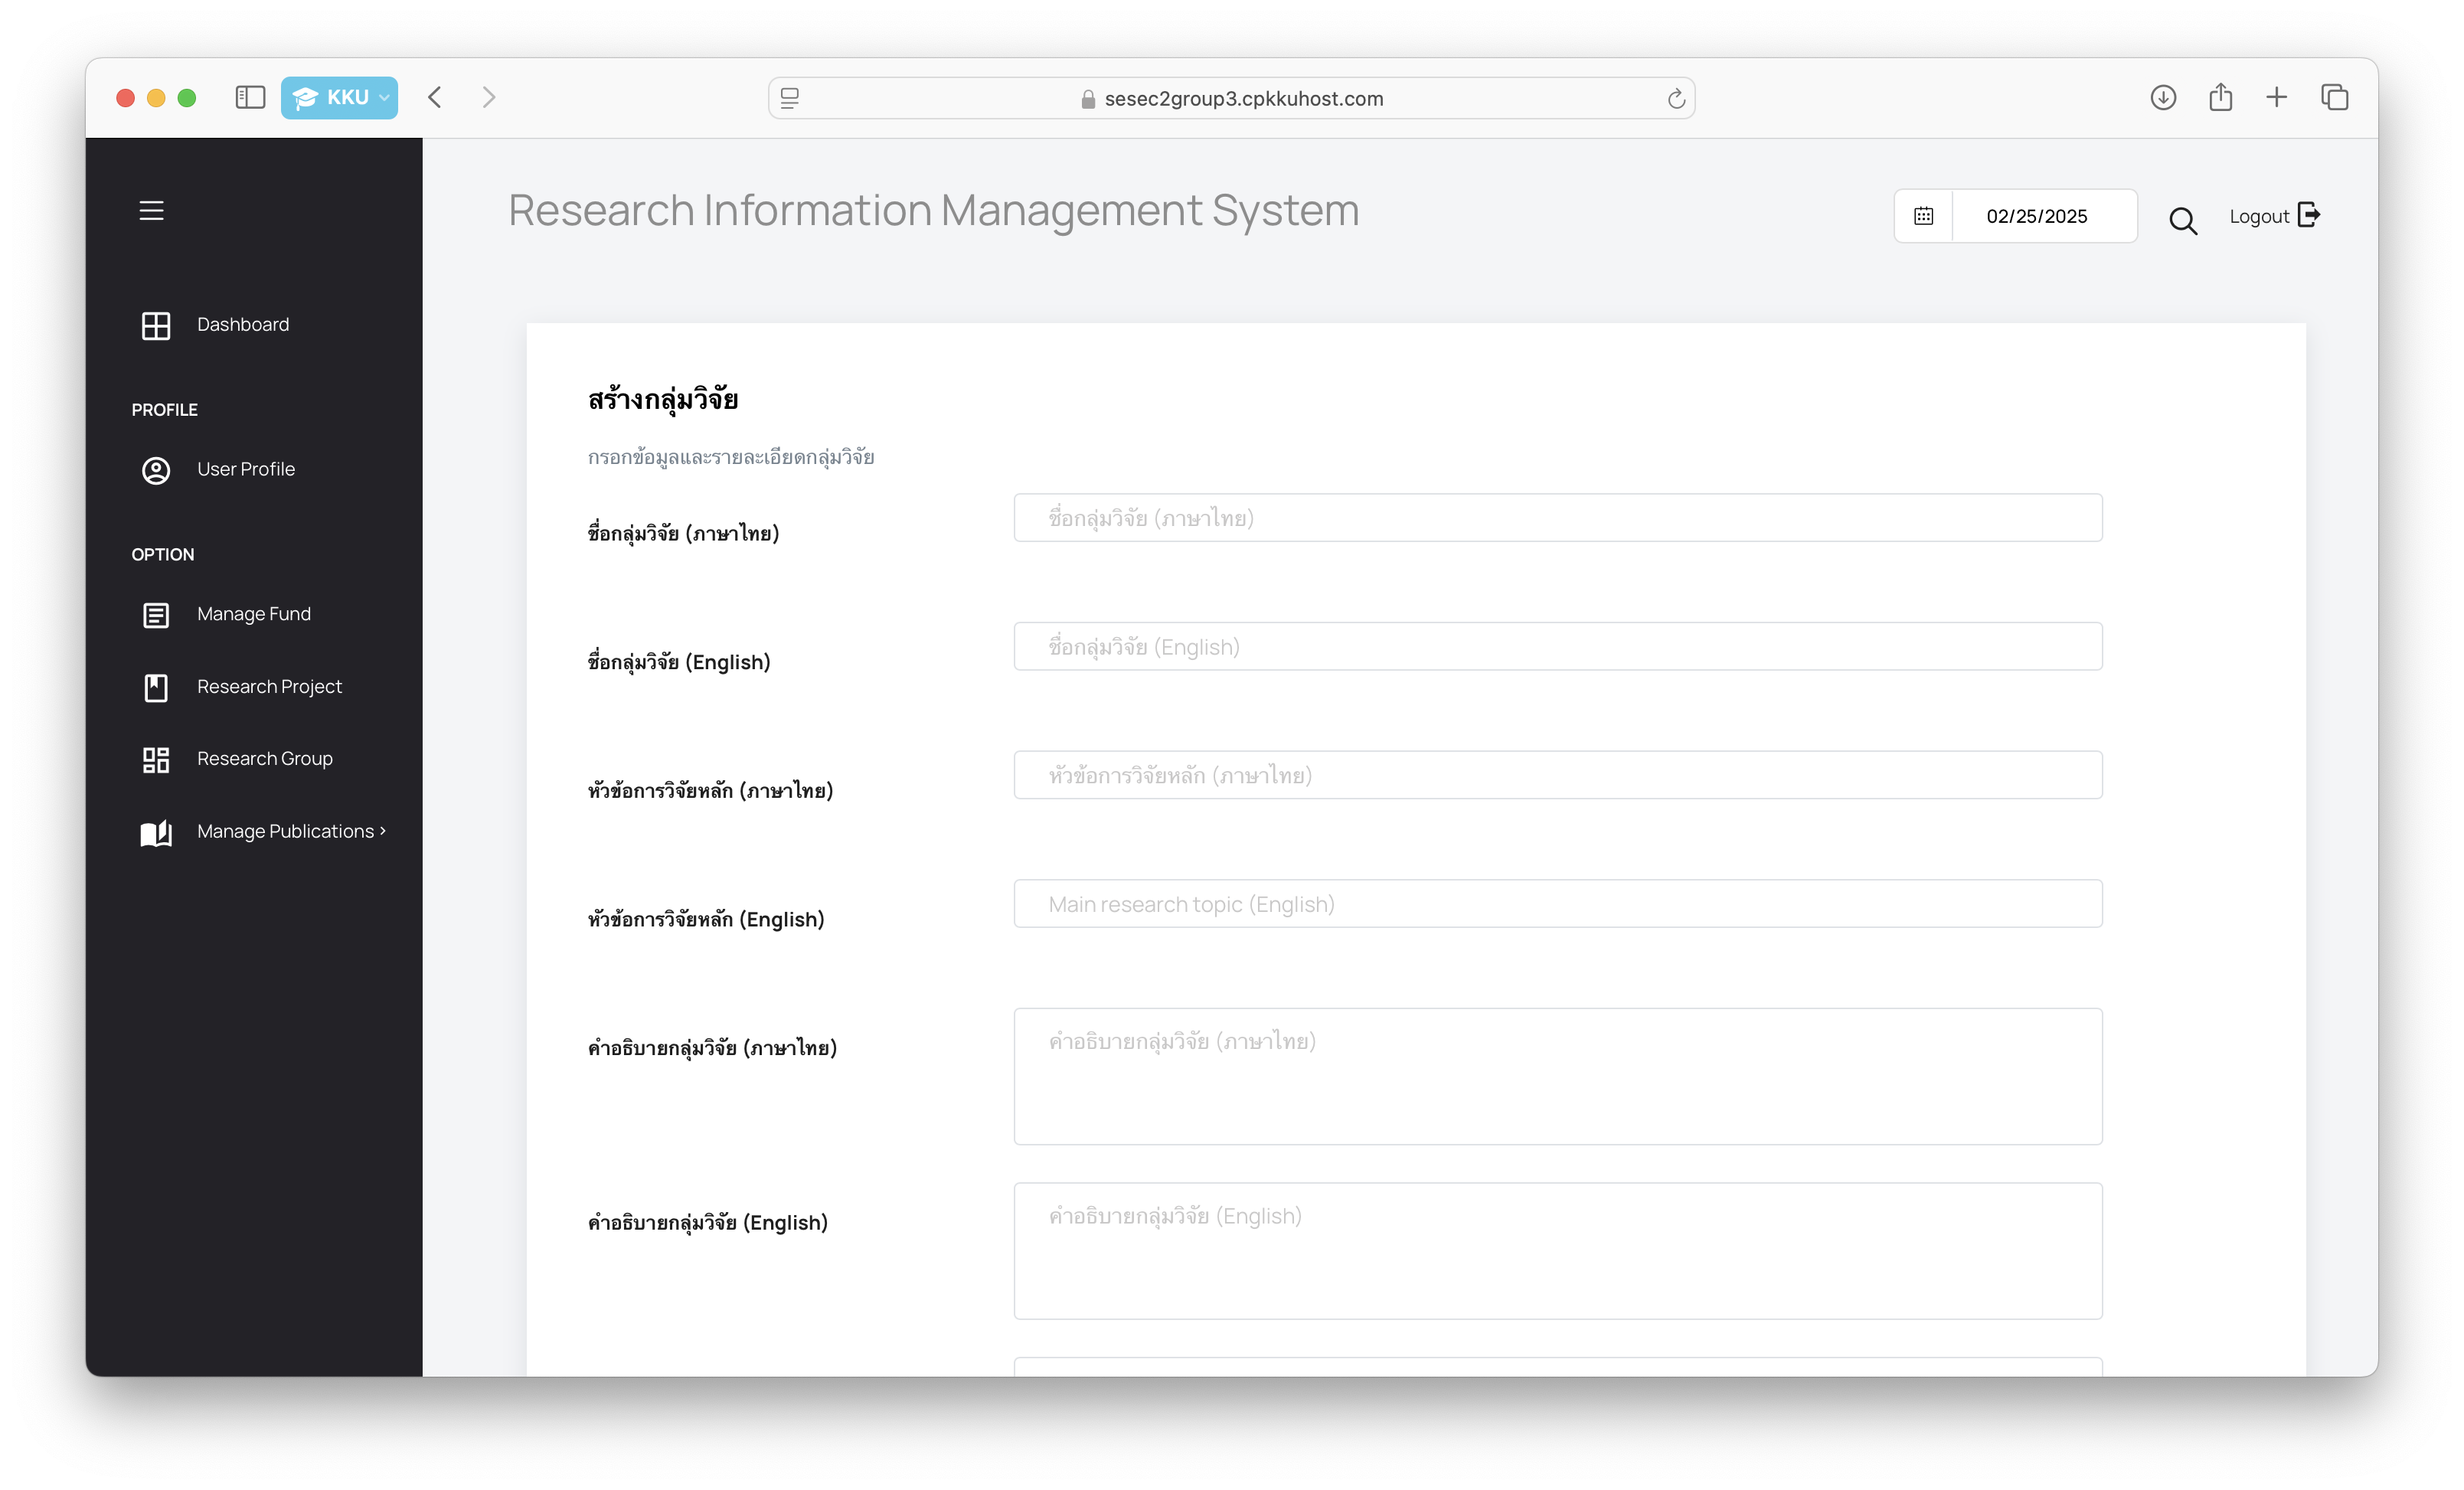 KKU
sesec2group3.cpkkuhost.com
Research Information Management System
02/25/2025
Logout
Dashboard
PROFILE
User Profile
OPTION
Manage Fund
Research Project
Research Group
Manage Publications
สร้างกลุ่มวิจัย
กรอกข้อมูลและรายละเอียดกลุ่มวิจัย
ชื่อกลุ่มวิจัย (ภาษาไทย)
ชื่อกลุ่มวิจัย (ภาษาไทย)
ชื่อกลุ่มวิจัย (English)
ชื่อกลุ่มวิจัย (English)
หัวข้อการวิจัยหลัก (ภาษาไทย)
หัวข้อการวิจัยหลัก (ภาษาไทย)
หัวข้อการวิจัยหลัก (English)
Main research topic (English)
คำอธิบายกลุ่มวิจัย (ภาษาไทย)
คำอธิบายกลุ่มวิจัย (ภาษาไทย)
คำอธิบายกลุ่มวิจัย (English)
คำอธิบายกลุ่มวิจัย (English)